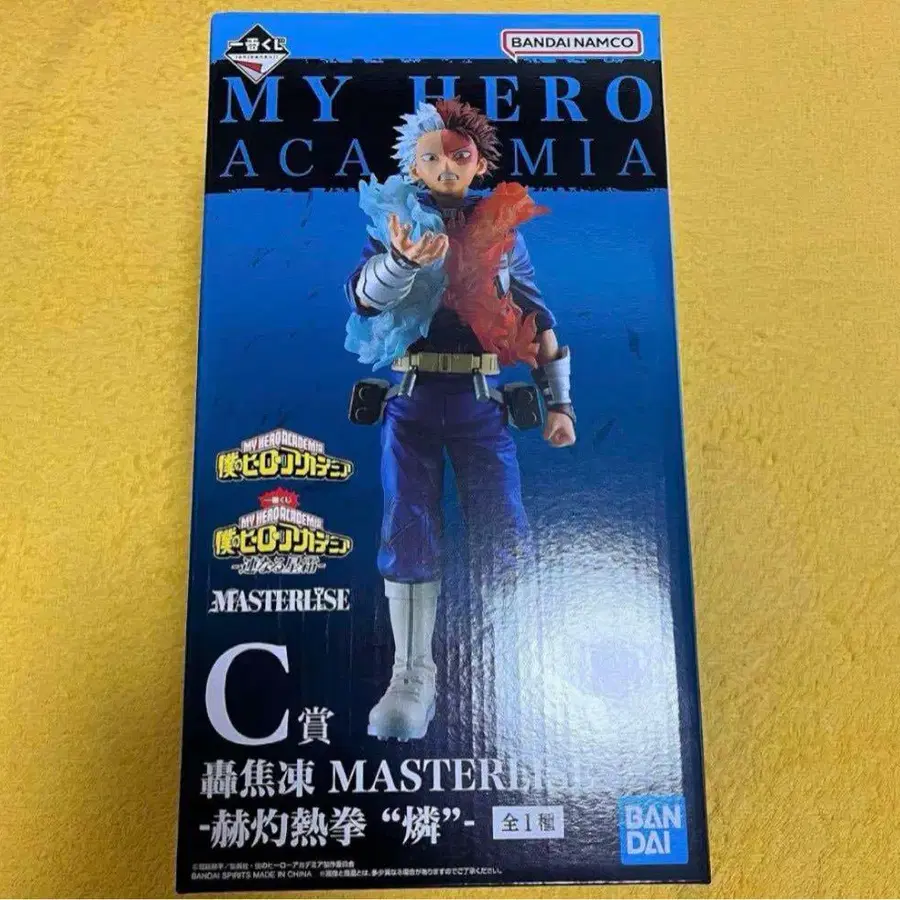 一番くじ
BANDAI NAMCO
MY HERO
ACA MIA
MY HERO ACADEMIA
僕のヒーローアカデミア
一番くじ
MY HERO ACADEMIA
僕のヒーローアカデミア
MASTERLISE
C賞
轟焦凍 MASTERLISE
-赫灼熱拳 “燐”-
全1種
BAN
DAI
BANDAI SPIRITS MADE IN CHINA